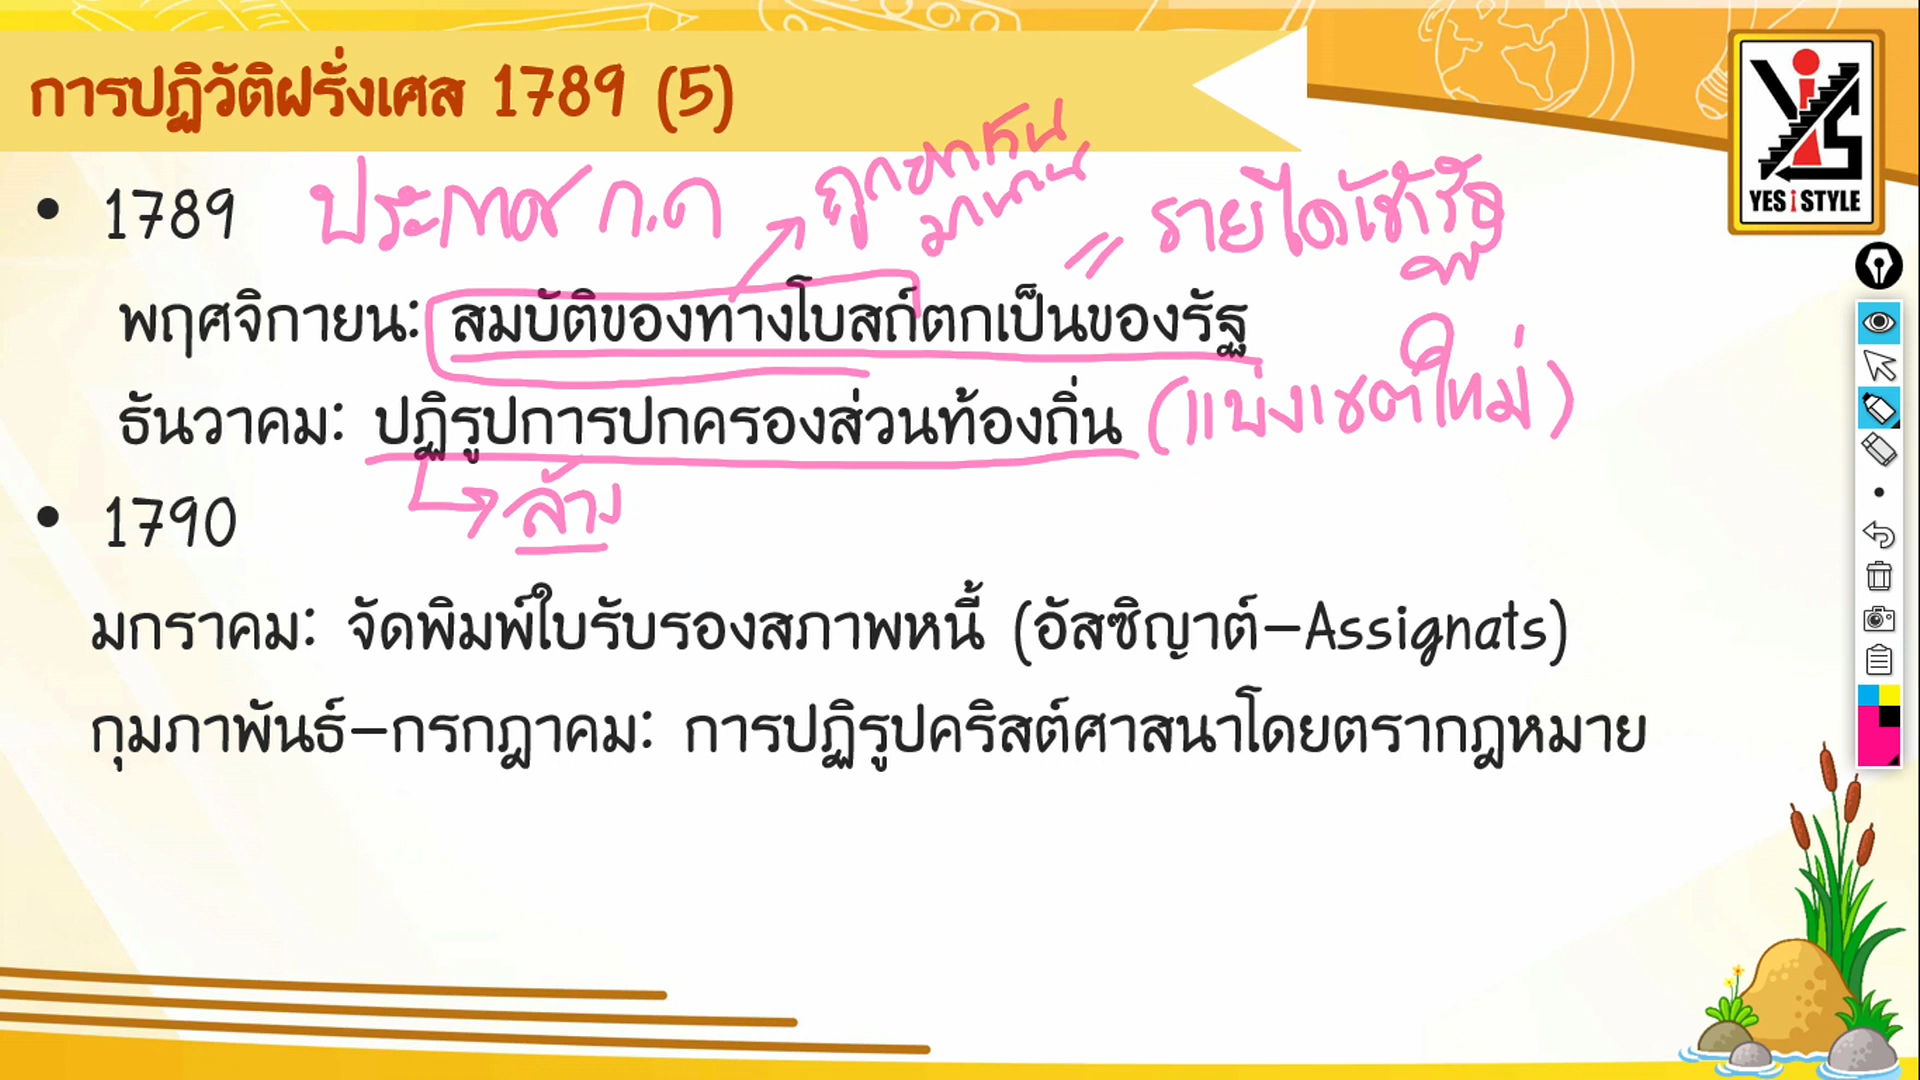 การปฏิวัติฝรั่งเศส 1789 (5)
YES i STYLE
• 1789 ประกาศ ก.ค
ถูกยกเว้น
มานาน
= รายได้เข้ารัฐ
พฤศจิกายน: สมบัติของทางโบสถ์ตกเป็นของรัฐ
ธันวาคม: ปฏิรูปการปกครองส่วนท้องถิ่น (แบ่งเขตใหม่)
ล้าง
• 1790
มกราคม: จัดพิมพ์ใบรับรองสภาพหนี้ (อัสซิญาต์-Assignats)
กุมภาพันธ์-กรกฎาคม: การปฏิรูปคริสต์ศาสนาโดยตรากฎหมาย